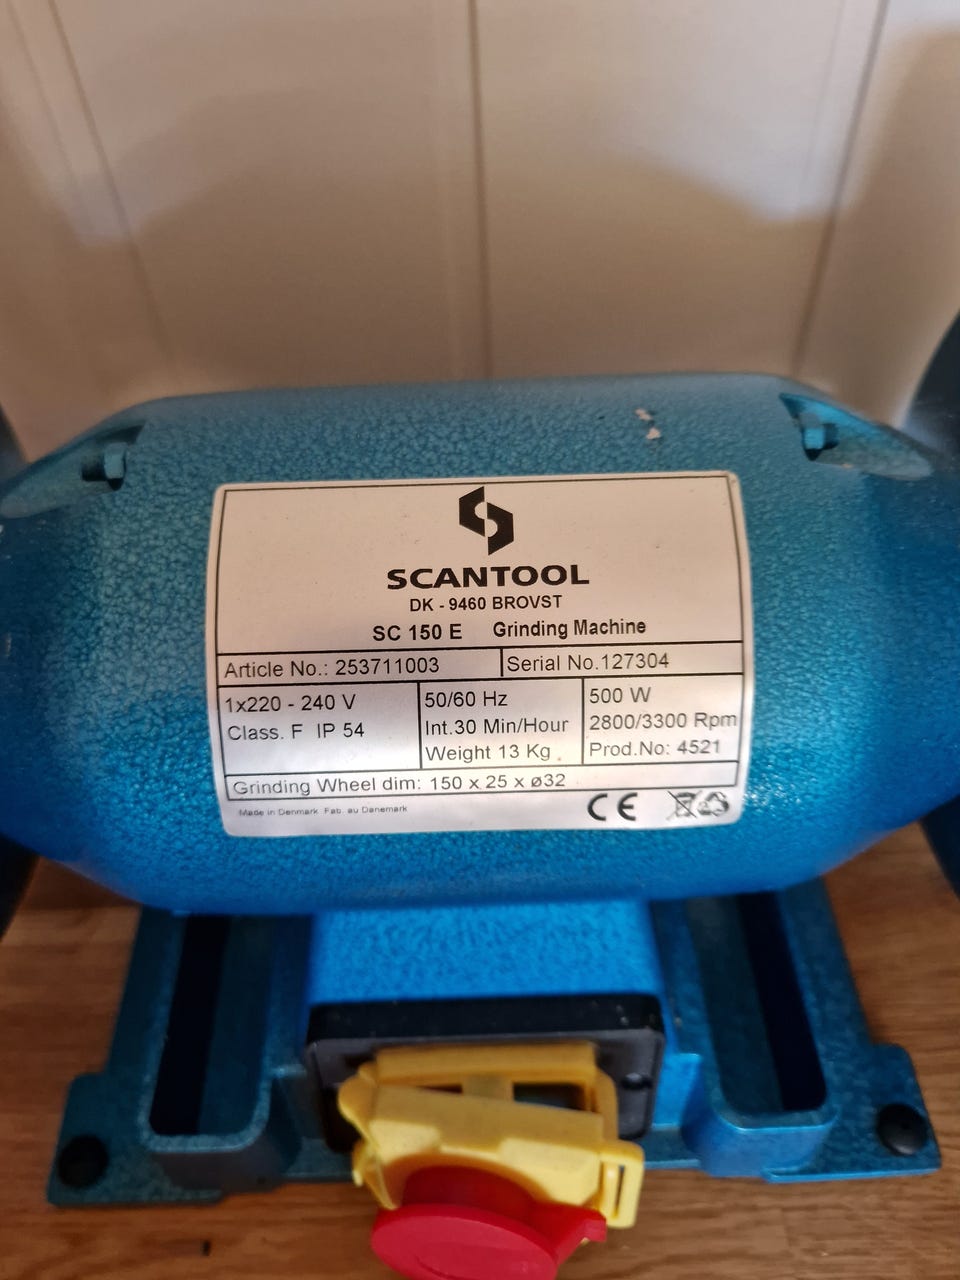 SCANTOOL
DK - 9460 BROVST
SC 150 E Grinding Machine
Article No.: 253711003 Serial No.127304
1x220 - 240 V 50/60 Hz 500 W
Class. F IP 54 Int.30 Min/Hour 2800/3300 Rpm
Weight 13 Kg. Prod.No: 4521
Grinding Wheel dim: 150 x 25 x ø32
Made in Denmark Fab. au Danemark CE